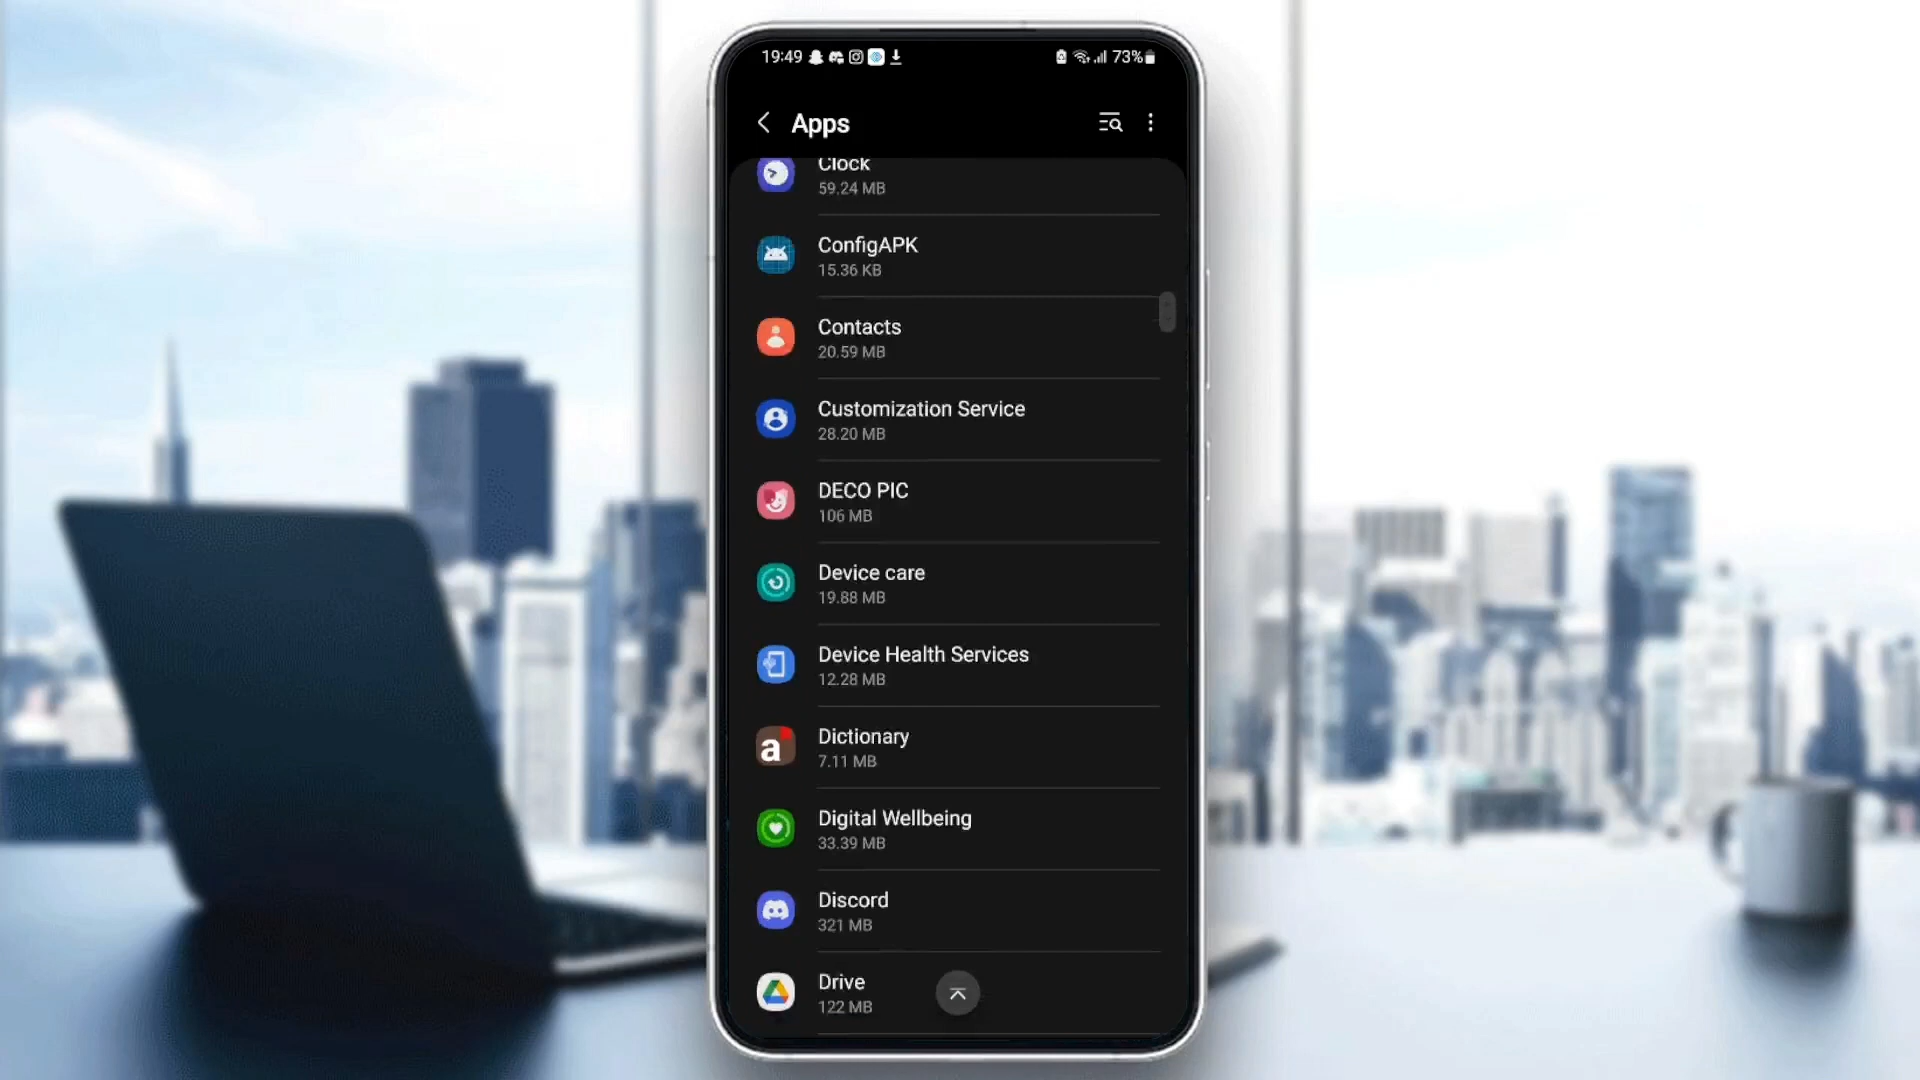 19:49
73%
Apps
Clock
59.24 MB
ConfigAPK
15.36 KB
Contacts
20.59 MB
Customization Service
28.20 MB
DECO PIC
106 MB
Device care
19.88 MB
Device Health Services
12.28 MB
a
Dictionary
7.11 MB
Digital Wellbeing
33.39 MB
Discord
321 MB
Drive
122 MB